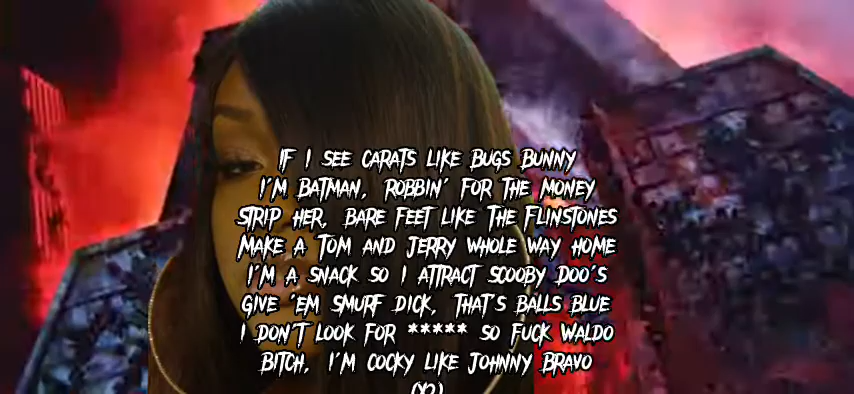 IF I SEE CARATS LIKE BUGS BUNNY
I'M BATMAN, ROBBIN' FOR THE MONEY
STRIP HER, BARE FEET LIKE THE FLINSTONES
MAKE A TOM AND JERRY WHOLE WAY HOME
I'M A SNACK SO I ATTRACT SCOOBY DOO'S
GIVE 'EM SMURF DICK, THAT'S BALLS BLUE
I DON'T LOOK FOR ***** SO FUCK WALDO
BITCH, I'M COCKY LIKE JOHNNY BRAVO
(X2)